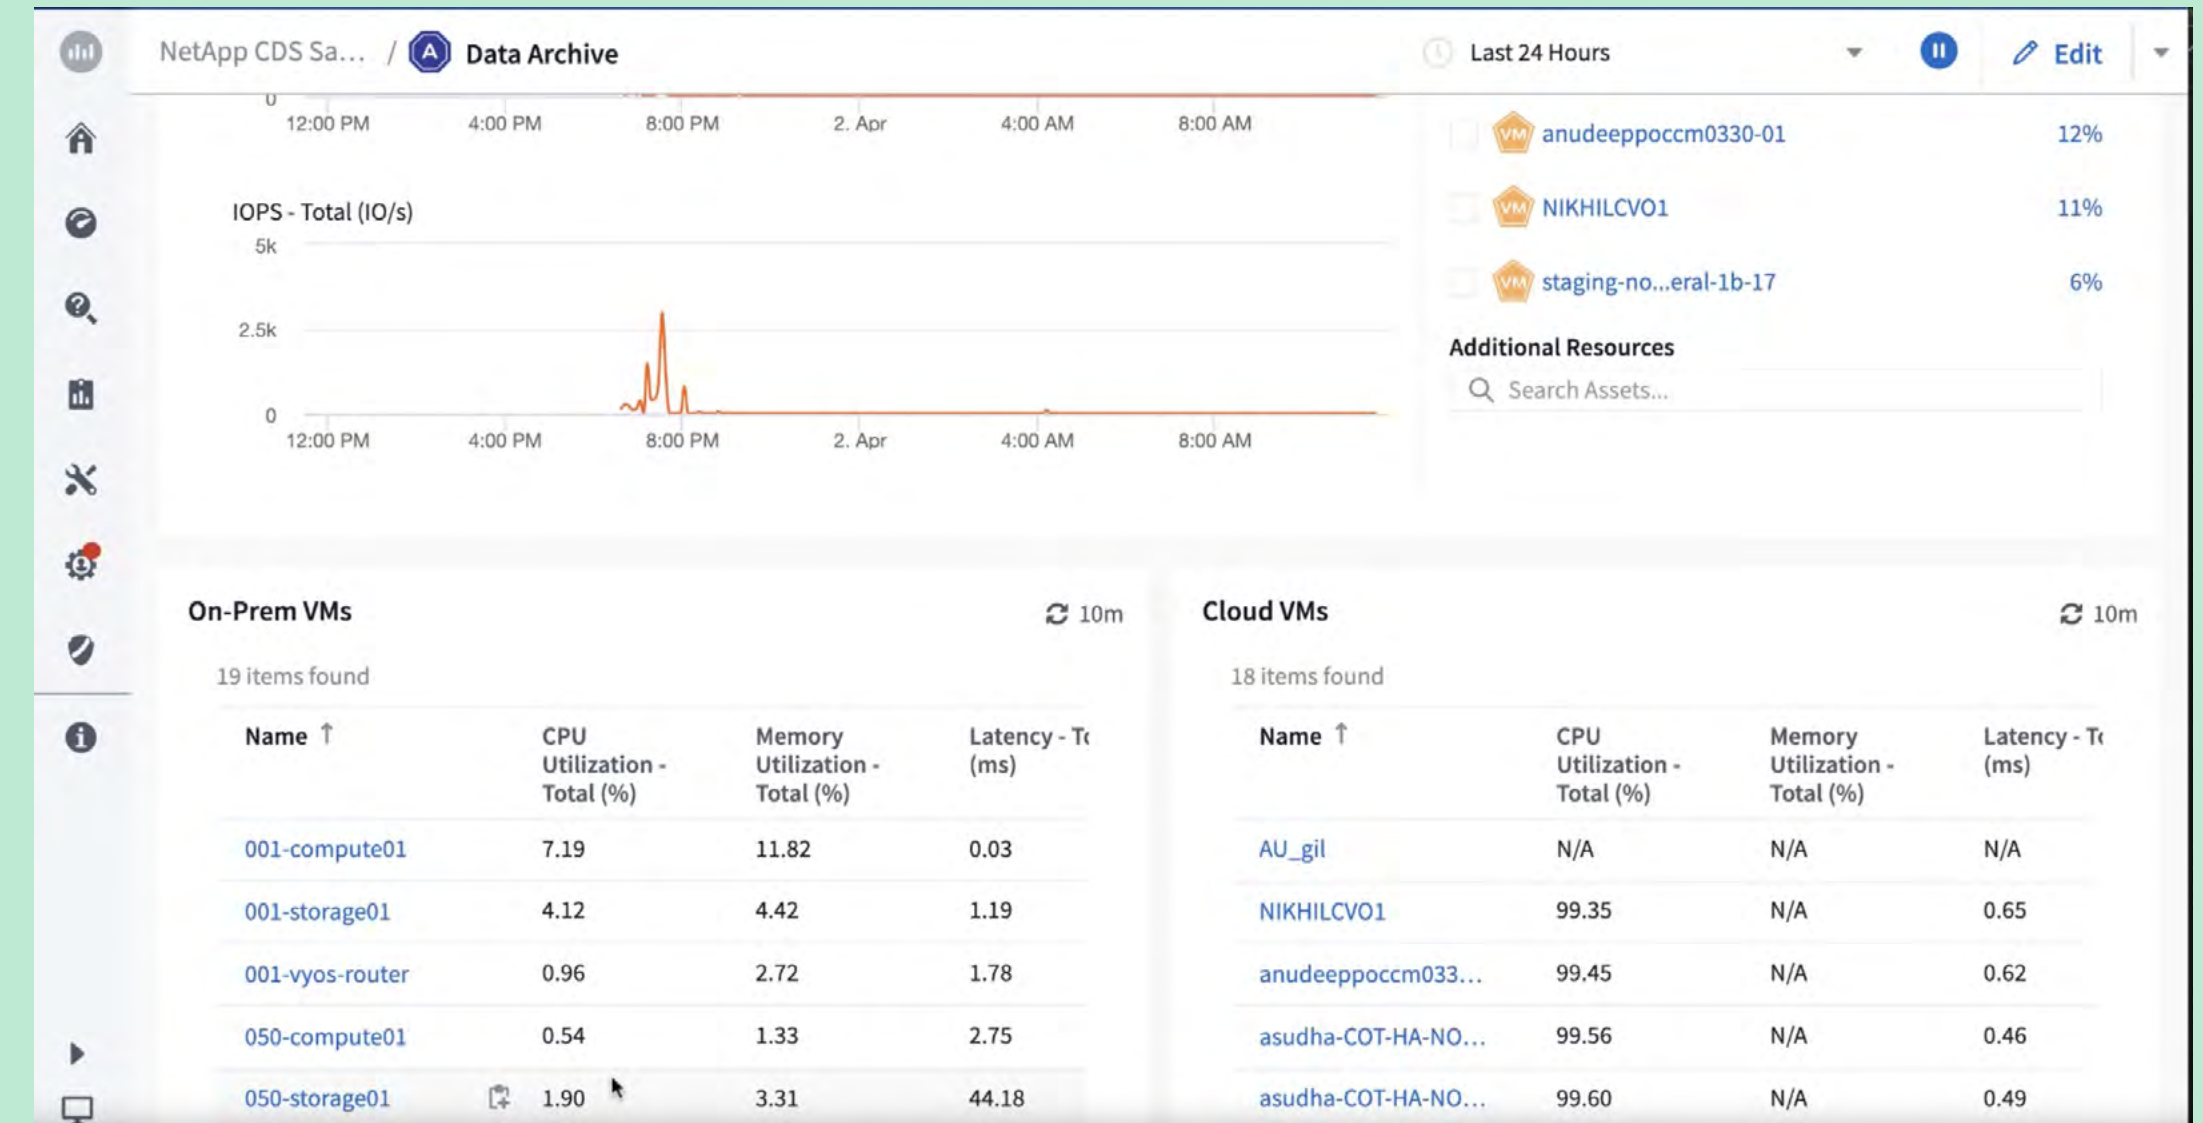 NetApp CDS Sa... / A Data Archive
Last 24 Hours
Edit
0
12:00 PM 4:00 PM 8:00 PM 2. Apr 4:00 AM 8:00 AM
IOPS - Total (IO/s)
5k
2.5k
0
12:00 PM 4:00 PM 8:00 PM 2. Apr 4:00 AM 8:00 AM
VM anudeeppoccm0330-01 12%
VM NIKHILCVO1 11%
VM staging-no...eral-1b-17 6%
Additional Resources
Search Assets...
On-Prem VMs
10m
19 items found
Name ↑ CPU Utilization - Total (%) Memory Utilization - Total (%) Latency - To (ms)
001-compute01 7.19 11.82 0.03
001-storage01 4.12 4.42 1.19
001-vyos-router 0.96 2.72 1.78
050-compute01 0.54 1.33 2.75
050-storage01 1.90 3.31 44.18
Cloud VMs
10m
18 items found
Name ↑ CPU Utilization - Total (%) Memory Utilization - Total (%) Latency - To (ms)
AU_gil N/A N/A N/A
NIKHILCVO1 99.35 N/A 0.65
anudeeppoccm033... 99.45 N/A 0.62
asudha-COT-HA-NO... 99.56 N/A 0.46
asudha-COT-HA-NO... 99.60 N/A 0.49